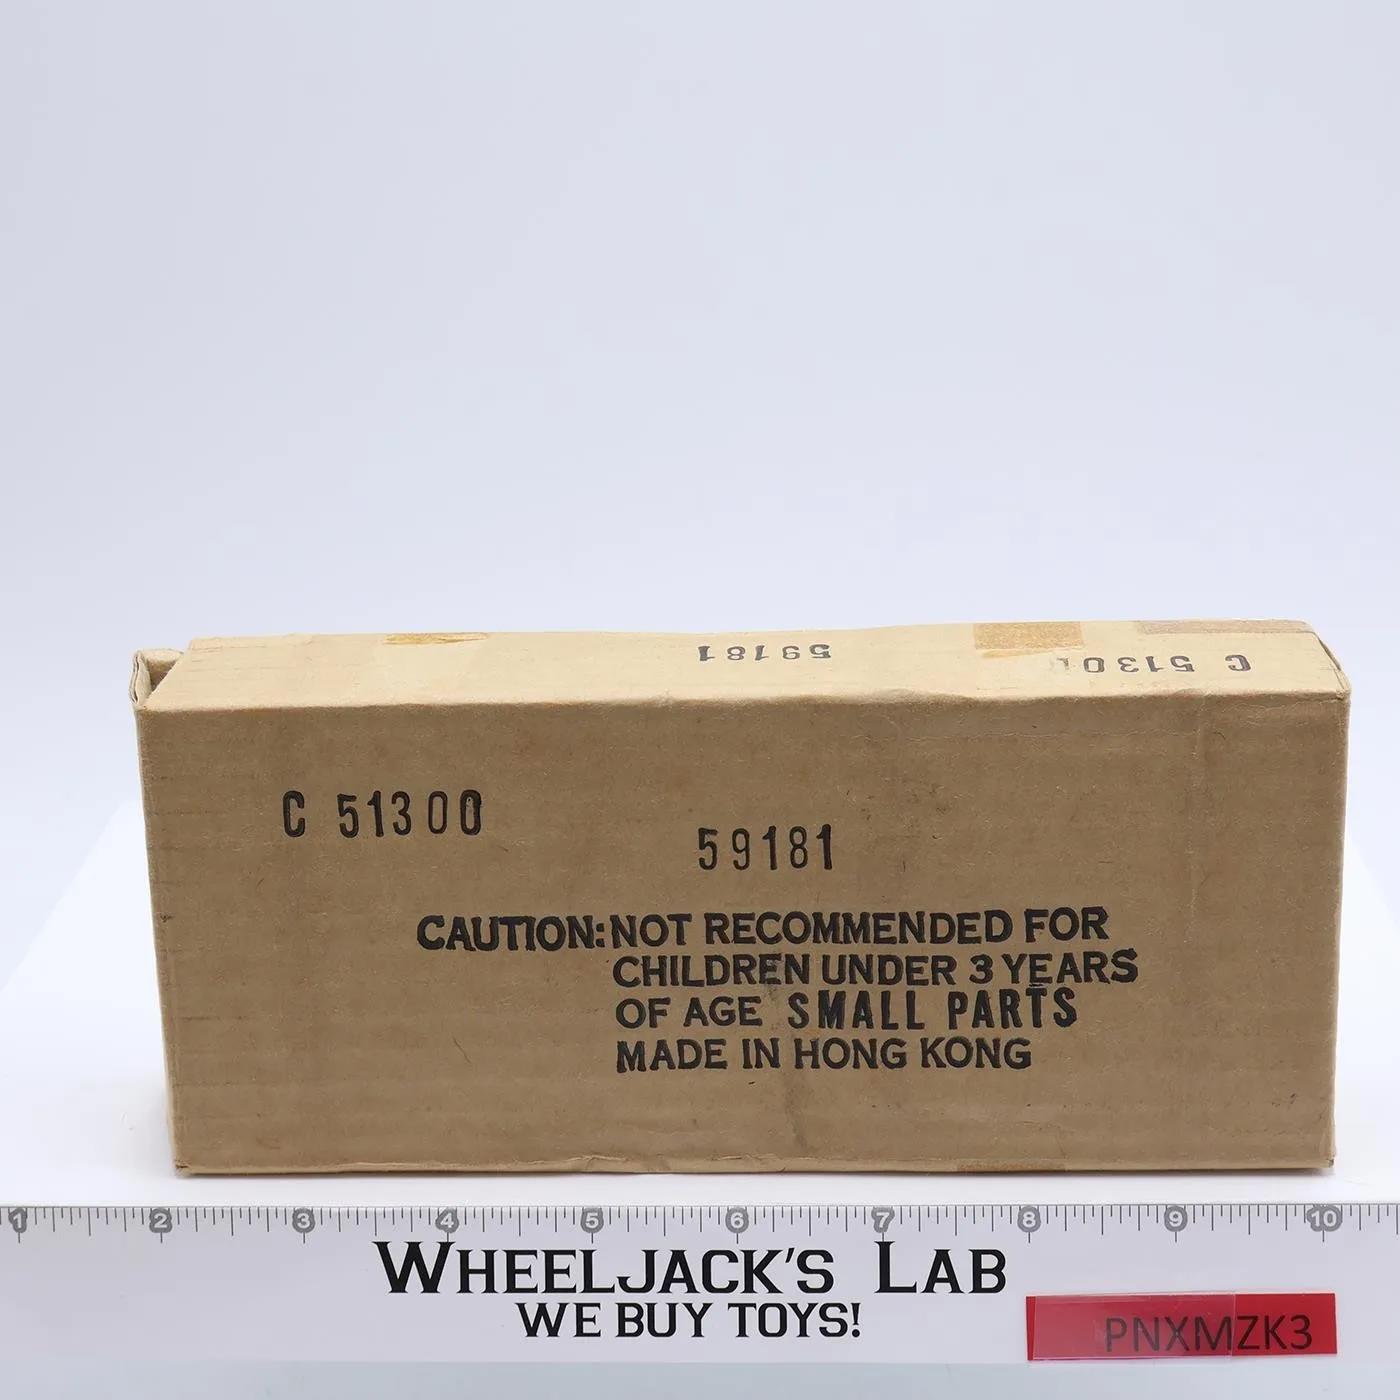 59181
C 51300
C 51300
59181
CAUTION: NOT RECOMMENDED FOR
CHILDREN UNDER 3 YEARS
OF AGE SMALL PARTS
MADE IN HONG KONG
1 2 3 4 5 6 7 8 9 10
WHEELJACK'S LAB
WE BUY TOYS!
PNXMZK3